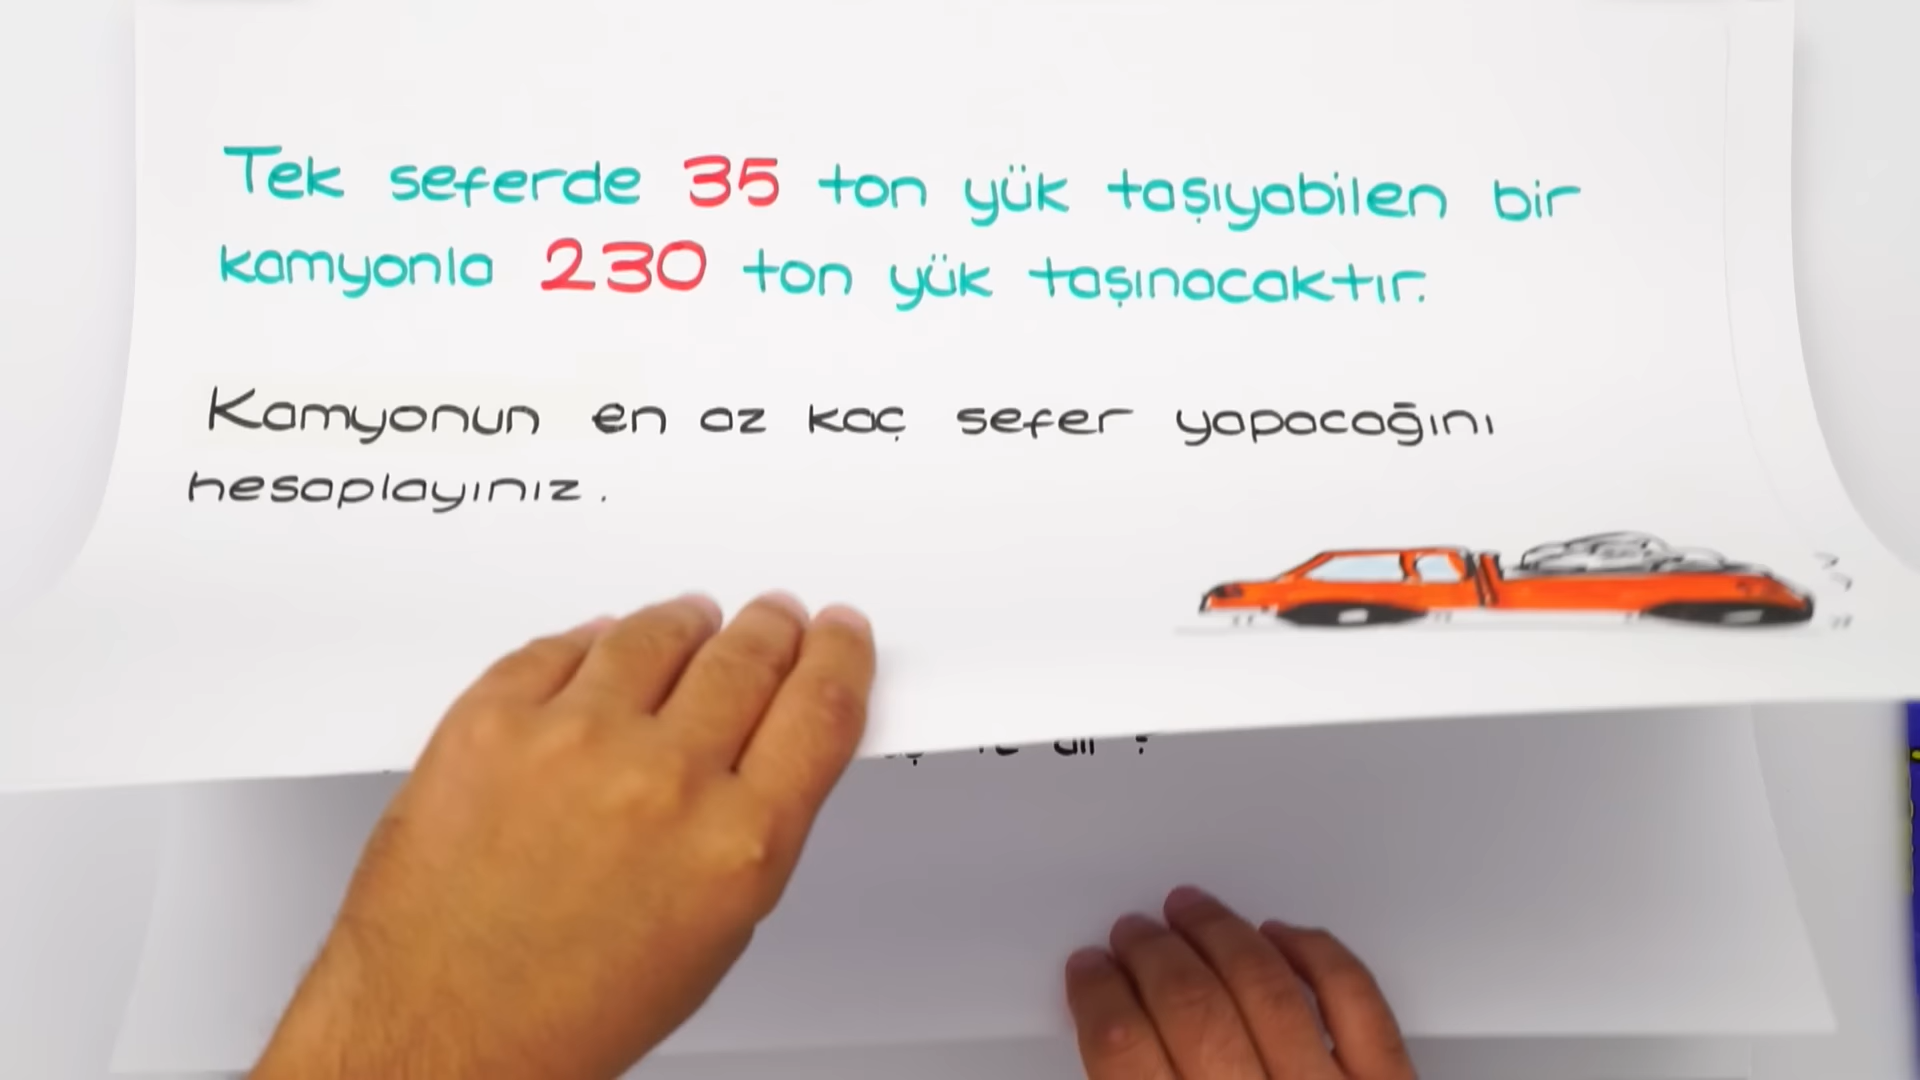 Tek seferde 35 ton yük taşıyabilen bir
kamyonla 230 ton yük taşınacaktır.
Kamyonun en az kaç sefer yapacağını
hesaplayınız.